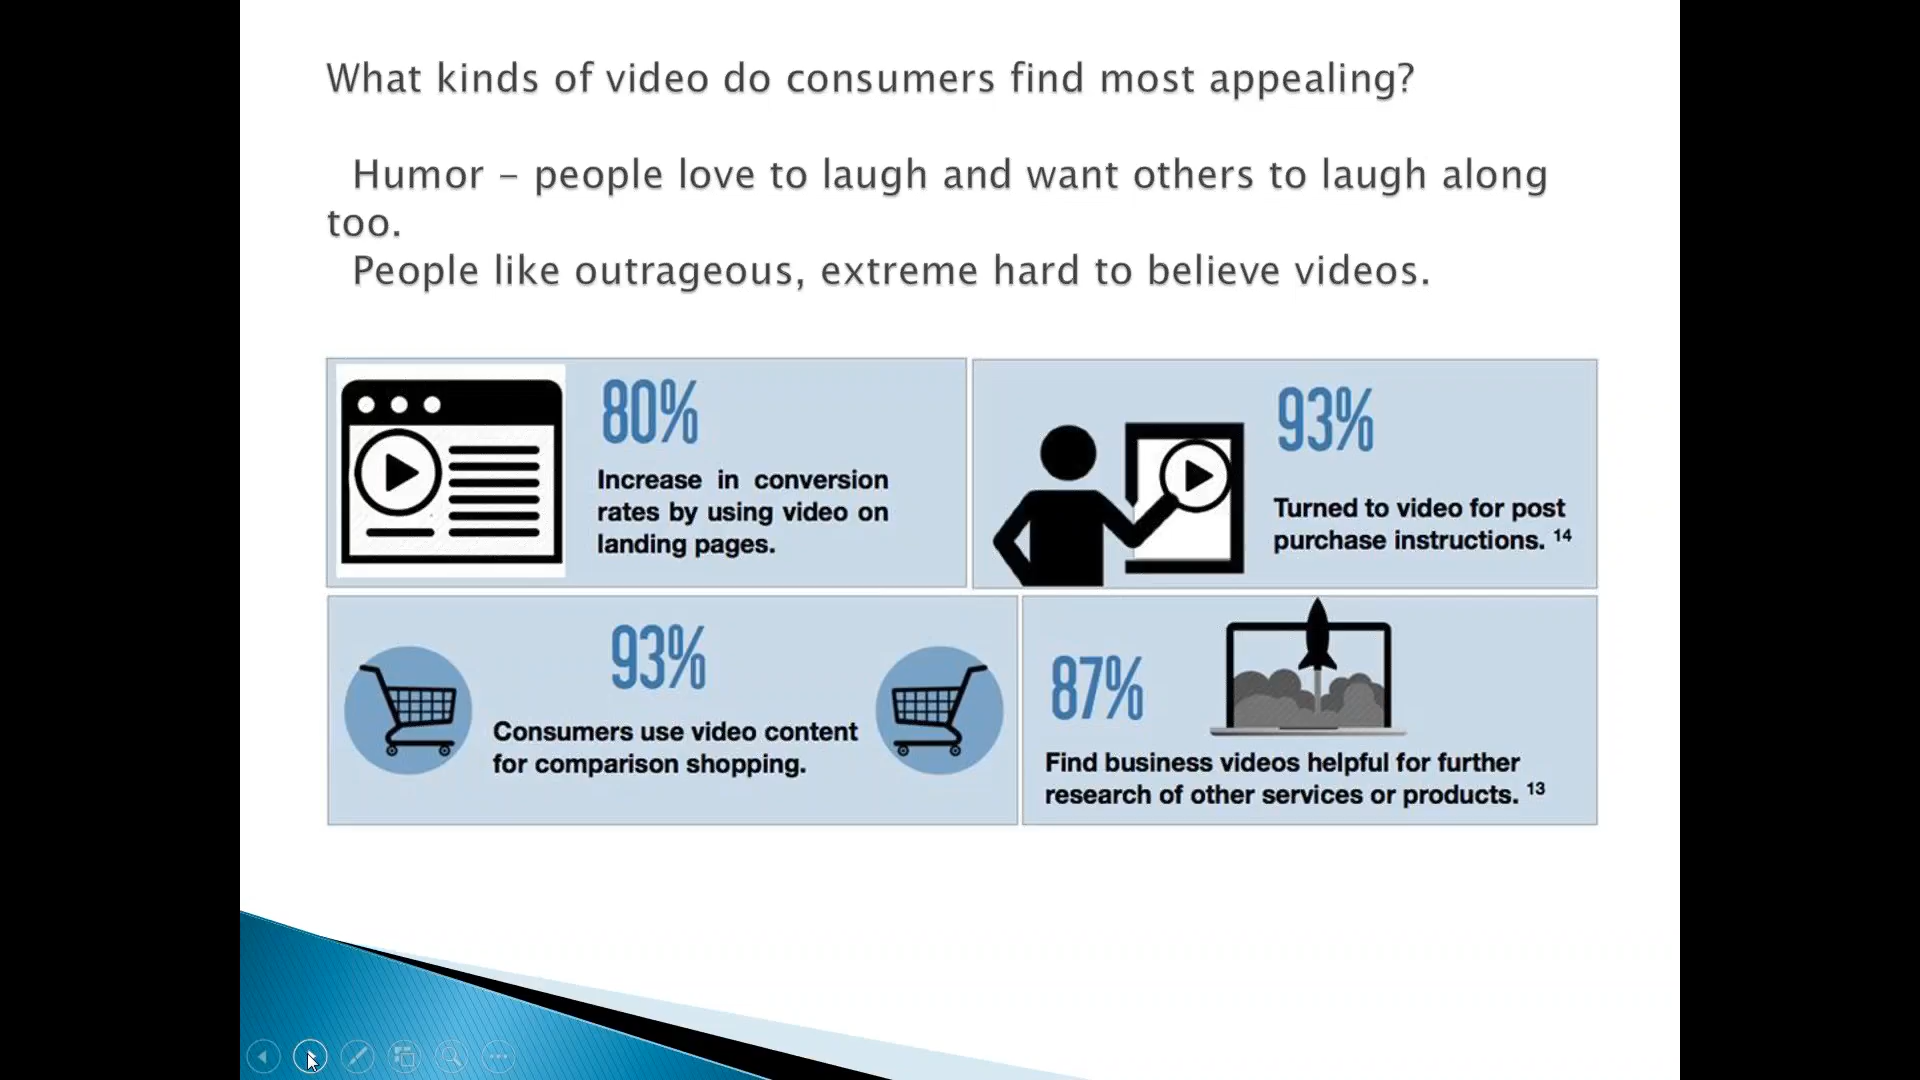 What kinds of video do consumers find most appealing?
Humor – people love to laugh and want others to laugh along
too.
People like outrageous, extreme hard to believe videos.
80%
Increase in conversion
rates by using video on
landing pages.
93%
Turned to video for post
purchase instructions. 14
93%
Consumers use video content
for comparison shopping.
87%
Find business videos helpful for further
research of other services or products. 13